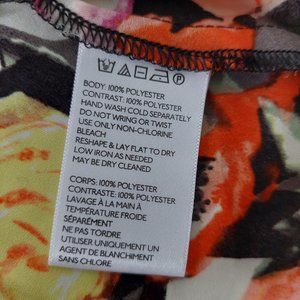 BODY: 100% POLYESTER
CONTRAST: 100% POLYESTER
HAND WASH COLD SEPARATELY
DO NOT WRING OR TWIST
USE ONLY NON-CHLORINE
BLEACH
RESHAPE & LAY FLAT TO DRY
LOW IRON AS NEEDED
MAY BE DRY CLEANED
CORPS: 100% POLYESTER
CONTRASTE: 100% POLYESTER
LAVAGE À LA MAIN À
TEMPÉRATURE FROIDE
SÉPARÉMENT
NE PAS TORDRE
UTILISEZ UNIQUEMENT UN
AGENT DE BLANCHIMENT
SANS CHLORE